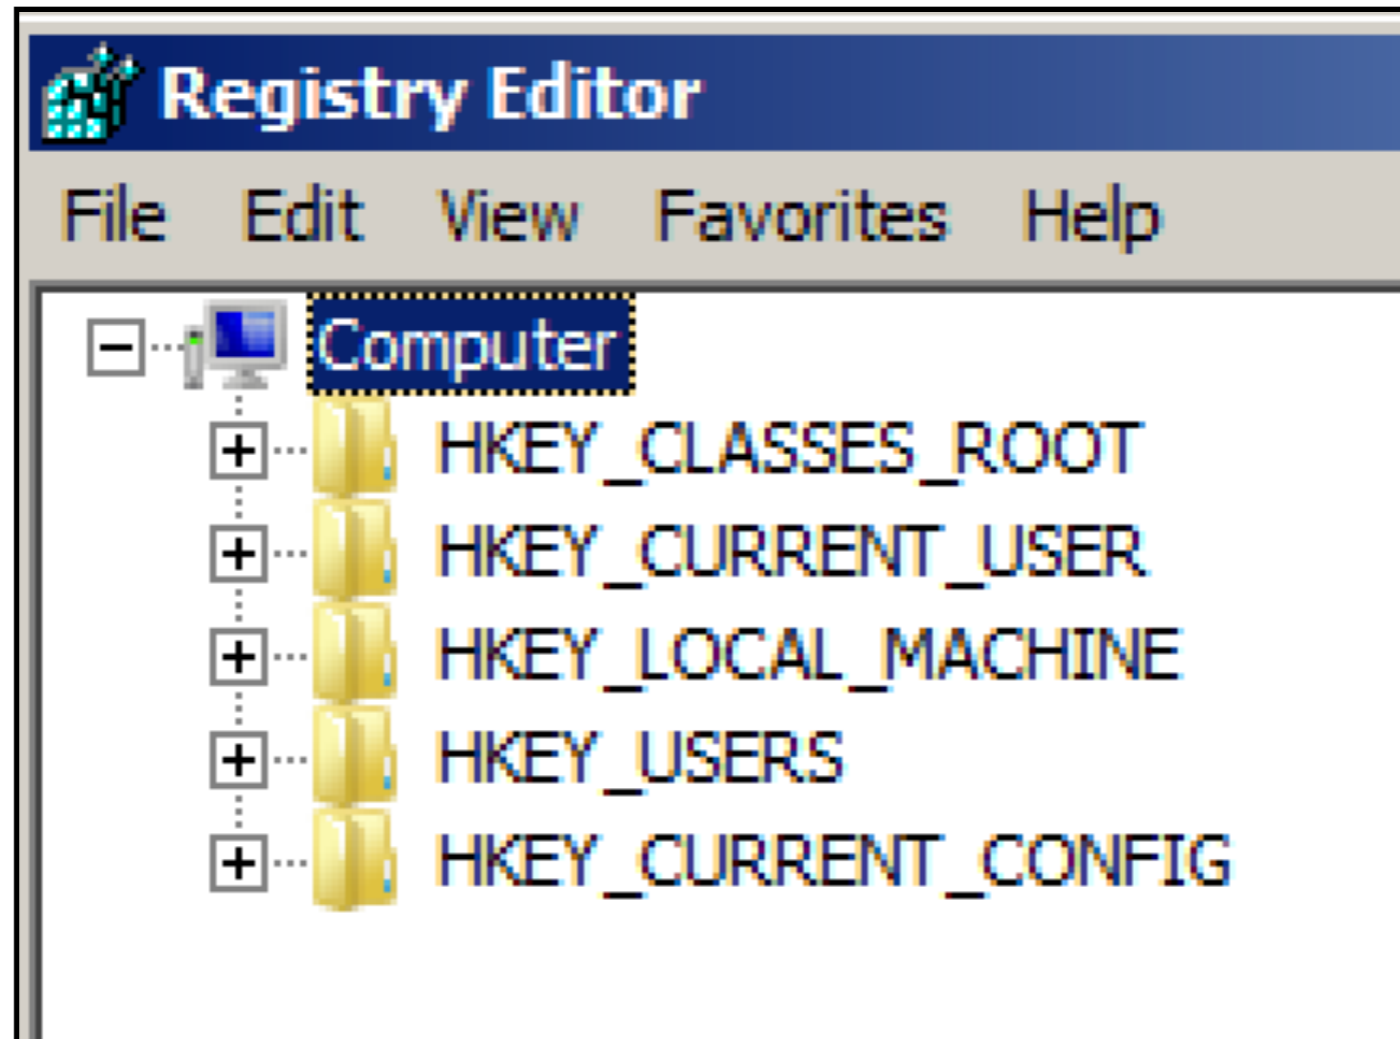 Registry Editor
File Edit View Favorites Help
Computer
HKEY_CLASSES_ROOT
HKEY_CURRENT_USER
HKEY_LOCAL_MACHINE
HKEY_USERS
HKEY_CURRENT_CONFIG